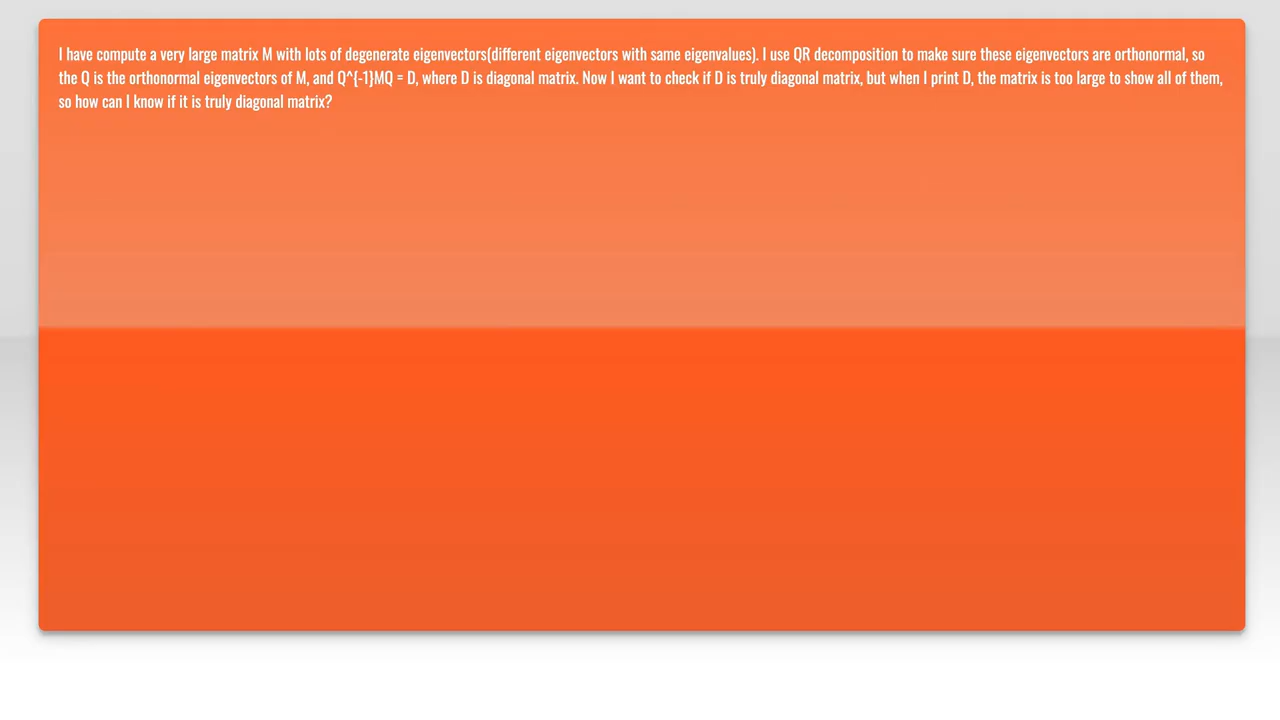 I have compute a very large matrix M with lots of degenerate eigenvectors(different eigenvectors with same eigenvalues). I use QR decomposition to make sure these eigenvectors are orthonormal, so
the Q is the orthonormal eigenvectors of M, and Q^{-1}MQ = D, where D is diagonal matrix. Now I want to check if D is truly diagonal matrix, but when I print D, the matrix is too large to show all of them,
so how can I know if it is truly diagonal matrix?